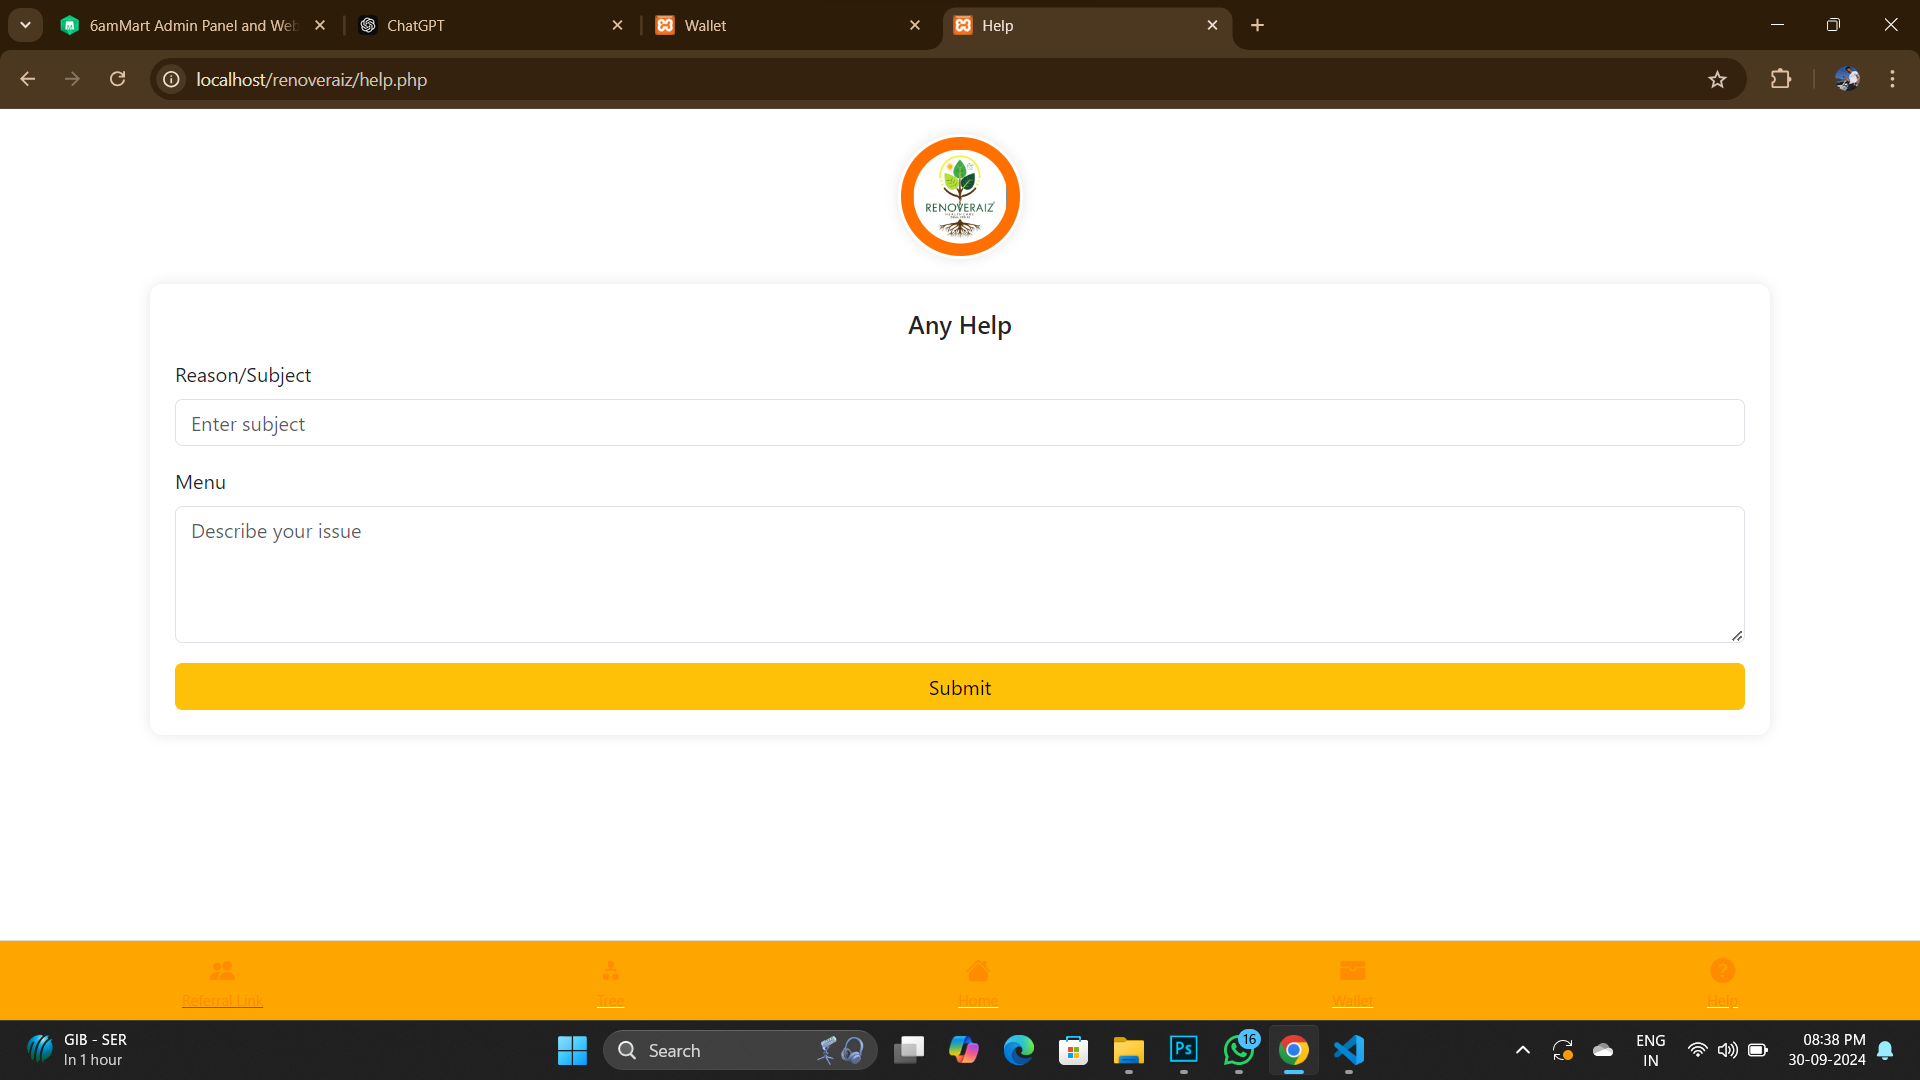 6amMart Admin Panel and Web
ChatGPT
Wallet
Help
localhost/renoveraiz/help.php
RENOVERAIZ
Any Help
Reason/Subject
Enter subject
Menu
Describe your issue
Submit
Referral Link
Tree
Home
Wallet
Help
GIB - SER
In 1 hour
Search
Ps
16
ENG
IN
08:38 PM
30-09-2024